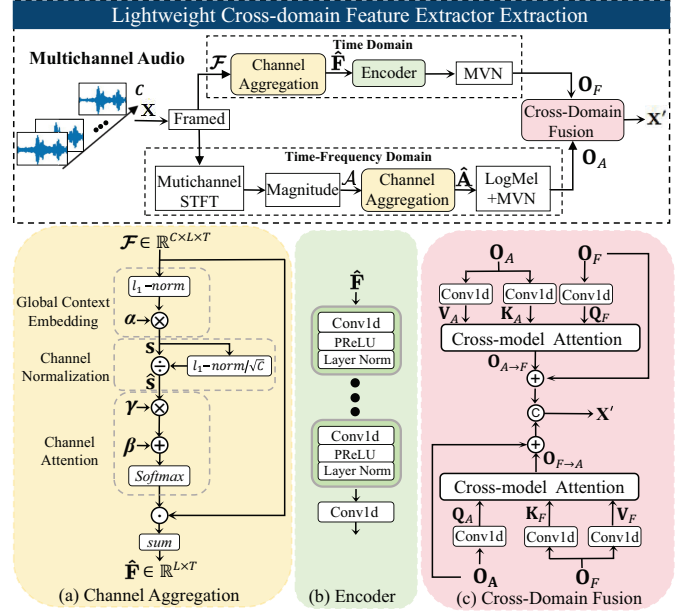 Lightweight Cross-domain Feature Extractor Extraction
Time Domain
Multichannel Audio
C
X
Framed
𝓕
Channel
Aggregation
F̂
Encoder
MVN
O_F
Cross-Domain
Fusion
X′
O_A
Time-Frequency Domain
Mutichannel
STFT
Magnitude
𝒜
Channel
Aggregation
Â
LogMel
+MVN
𝓕 ∈ ℝ^{C×L×T}
l₁−norm
Global Context
Embedding
α
s
Channel
Normalization
l₁−norm/√C
ŝ
γ
Channel
Attention
β
Softmax
sum
F̂ ∈ ℝ^{L×T}
(a) Channel Aggregation
F̂
Conv1d
PReLU
Layer Norm
Conv1d
PReLU
Layer Norm
Conv1d
(b) Encoder
O_A
O_F
Conv1d
Conv1d
Conv1d
V_A
K_A
Q_F
Cross-model Attention
O_{A→F}
C
X′
O_{F→A}
Cross-model Attention
Q_A
K_F
V_F
Conv1d
Conv1d
Conv1d
O_A
O_F
(c) Cross-Domain Fusion